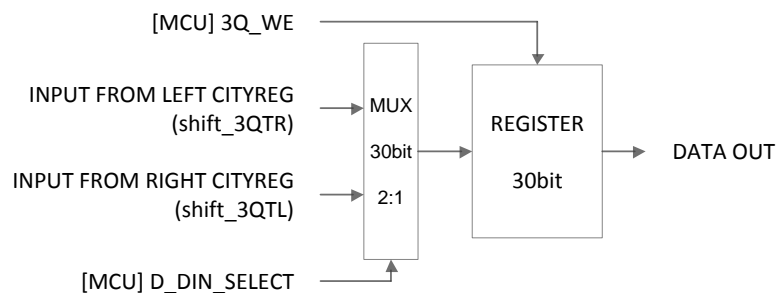 [MCU] 3Q_WE
INPUT FROM LEFT CITYREG
(shift_3QTR)
MUX
30bit
2:1
REGISTER
30bit
DATA OUT
INPUT FROM RIGHT CITYREG
(shift_3QTL)
[MCU] D_DIN_SELECT